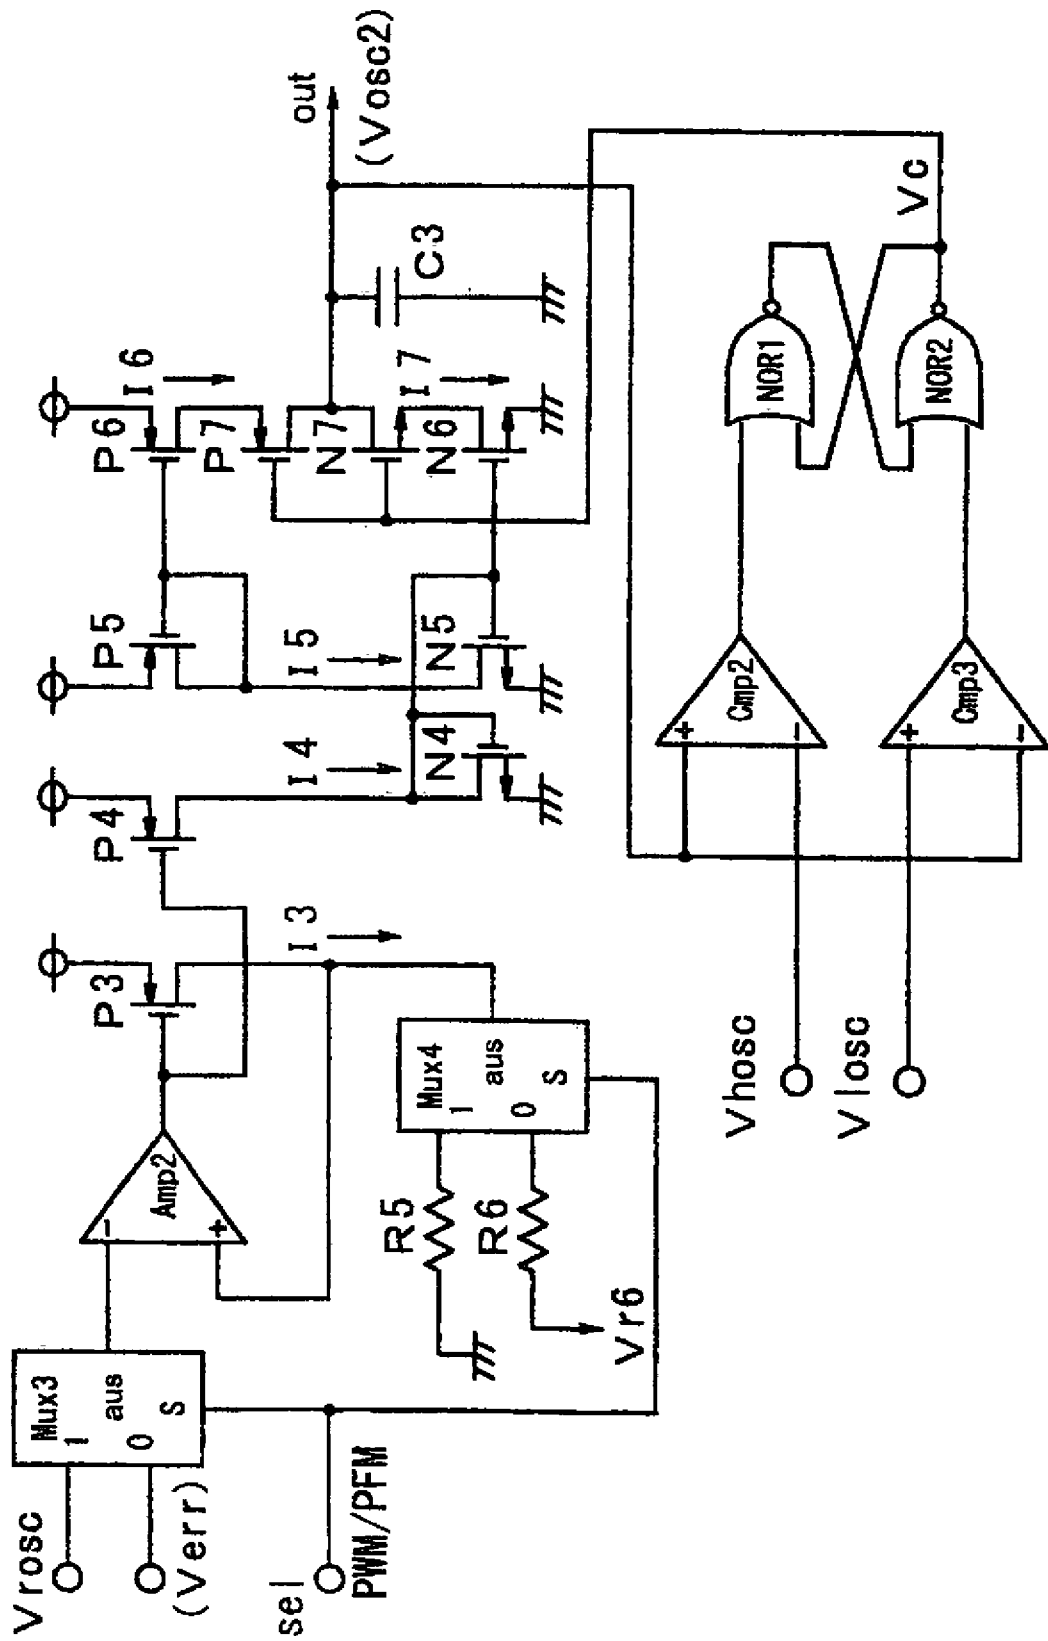 Vrosc
(Verr)
sel
PWM/PFM
Mux3
1
aus
0
S
Amp2
-
+
P3
I3
Mux4
1
aus
0
S
R5
R6
Vr6
P4
I4
N4
P5
I5
N5
P6
I6
P7
N7
I7
N6
C3
out
(Vosc2)
Vhosc
Vlosc
+
Cmp2
-
+
Cmp3
-
NOR1
NOR2
Vc